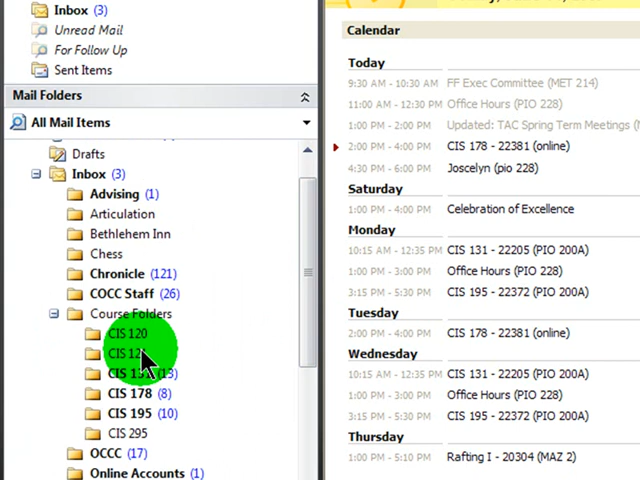 Inbox (3)
Unread Mail
For Follow Up
Sent Items
Mail Folders
All Mail Items
Drafts
Inbox (3)
Advising (1)
Articulation
Bethlehem Inn
Chess
Chronicle (121)
COCC Staff (26)
Course Folders
CIS 120
CIS
CIS (13)
CIS 178 (8)
CIS 195 (10)
CIS 295
OCCC (17)
Online Accounts (1)
Calendar
Today
9:30 AM - 10:30 AM FF Exec Committee (MET 214)
11:00 AM - 12:30 PM Office Hours (PIO 228)
1:00 PM - 2:00 PM Updated: TAC Spring Term Meetings
2:00 PM - 4:00 PM CIS 178 - 22381 (online)
4:30 PM - 6:00 PM Joscelyn (pio 228)
Saturday
1:00 PM - 4:00 PM Celebration of Excellence
Monday
10:15 AM - 12:35 PM CIS 131 - 22205 (PIO 200A)
1:00 PM - 3:00 PM Office Hours (PIO 228)
3:15 PM - 5:30 PM CIS 195 - 22372 (PIO 200A)
Tuesday
2:00 PM - 4:00 PM CIS 178 - 22381 (online)
Wednesday
10:15 AM - 12:35 PM CIS 131 - 22205 (PIO 200A)
1:00 PM - 3:00 PM Office Hours (PIO 228)
3:15 PM - 5:30 PM CIS 195 - 22372 (PIO 200A)
Thursday
1:00 PM - 5:10 PM Rafting I - 20304 (MAZ 2)